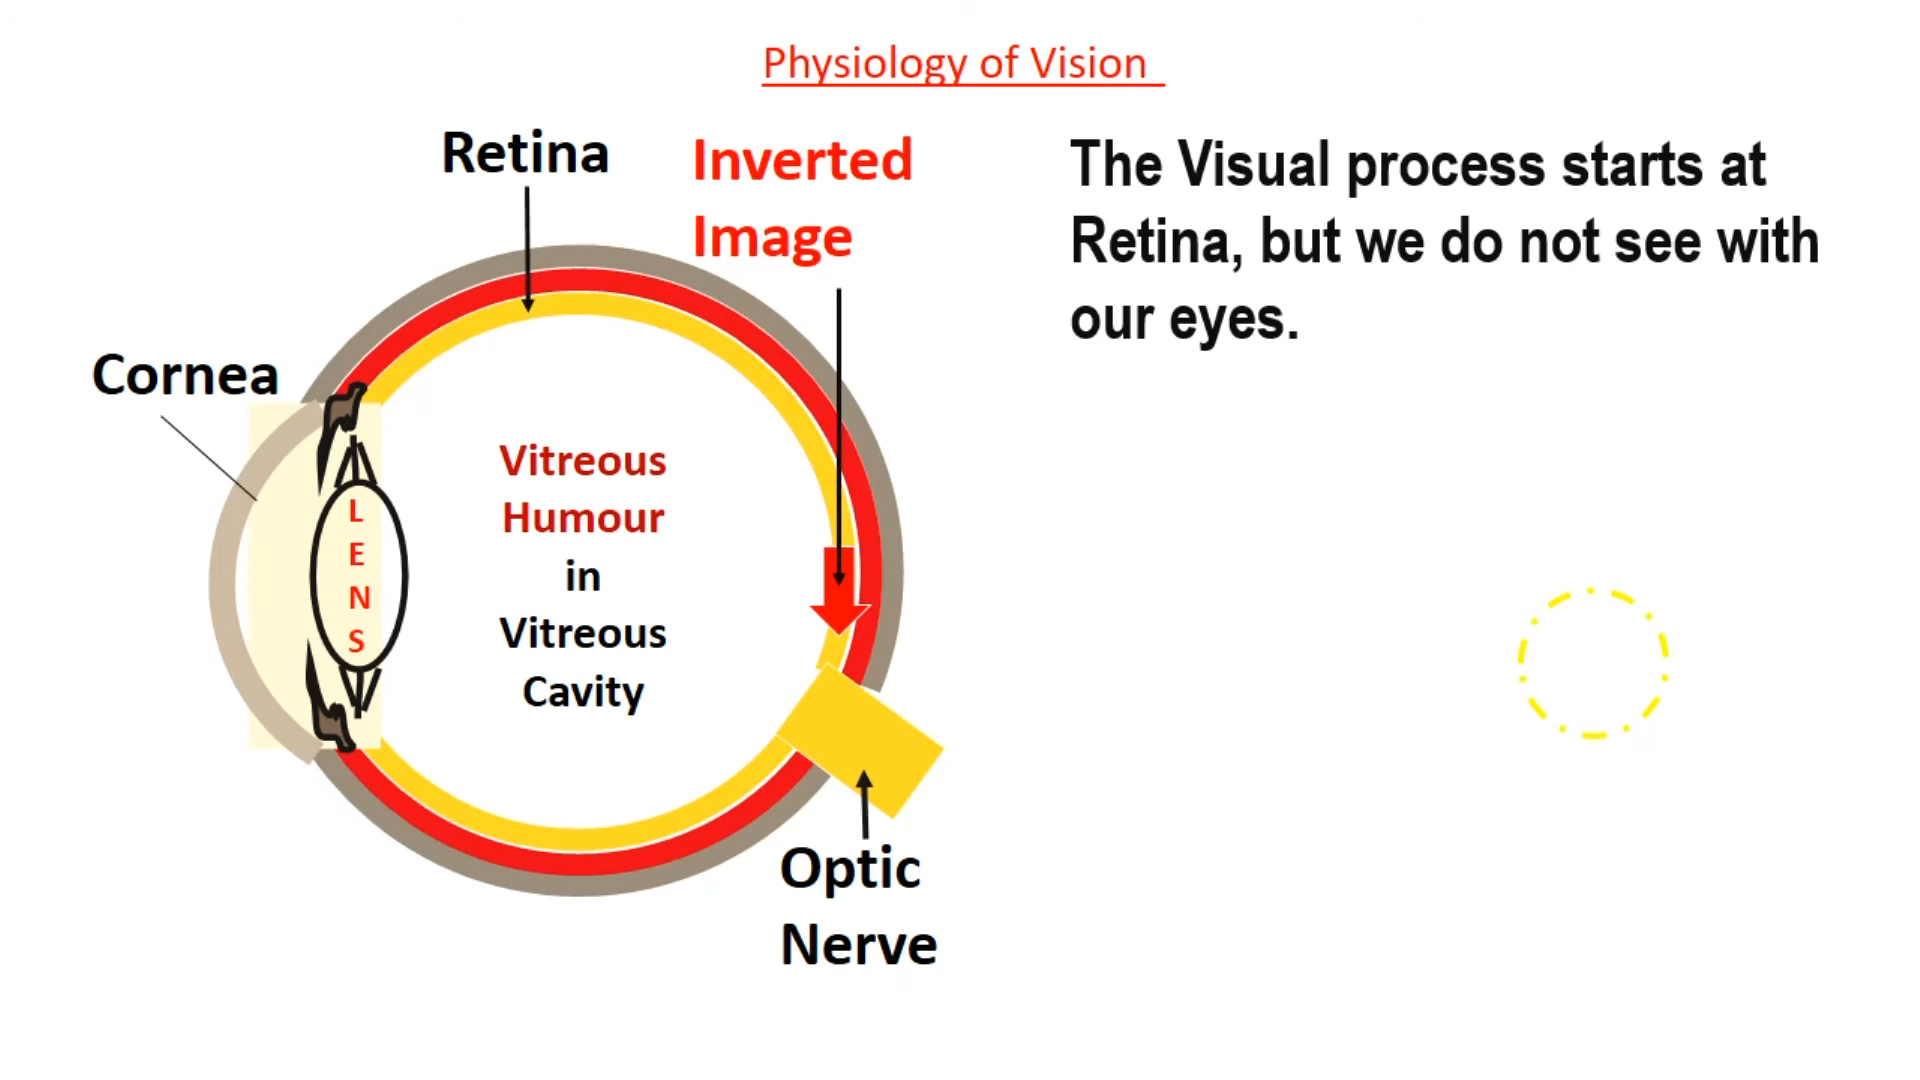 Physiology of Vision
Retina
Inverted
Image
The Visual process starts at
Retina, but we do not see with
our eyes.
Cornea
Vitreous
Humour
in
Vitreous
Cavity
L
E
N
S
Optic
Nerve